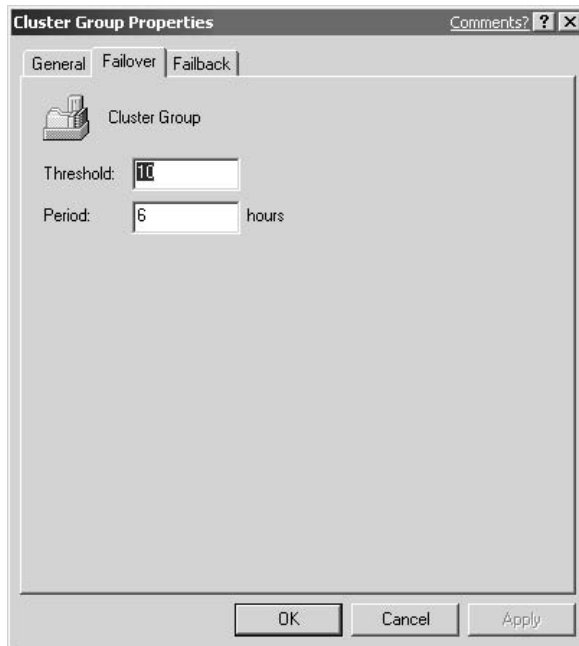 Cluster Group Properties Comments? ? X
General Failover Failback
Cluster Group
Threshold: 10
Period: 6 hours
OK Cancel Apply